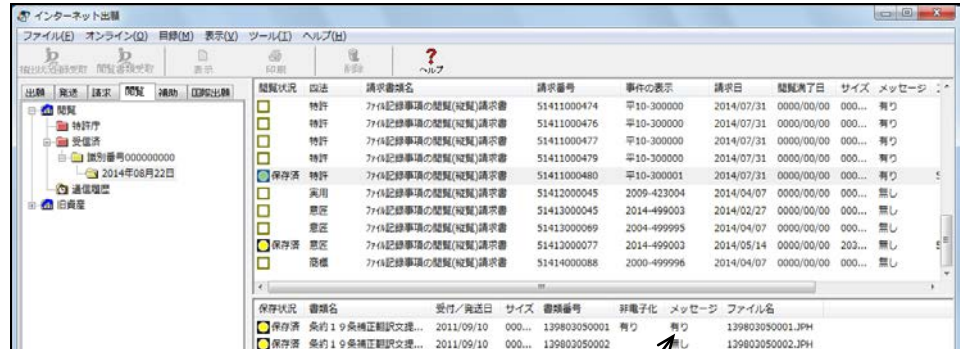 インターネット出願
ファイル(F) オンライン(O) 目録(M) 表示(V) ツール(T) ヘルプ(H)
閲覧書類受取 表示 印刷 削除 ヘルプ
出願 発送 請求 閲覧 補助 国際出願
閲覧
特許庁
受信済
識別番号000000000
2014年08月22日
通信履歴
旧資産
閲覧状況 四法 請求書類名 請求番号 事件の表示 請求日 閲覧満了日 サイズ メッセージ
特許 ファイル記録事項の閲覧(縦覧)請求書 51411000474 平10-300000 2014/07/31 0000/00/00 000... 有り
特許 ファイル記録事項の閲覧(縦覧)請求書 51411000476 平10-300000 2014/07/31 0000/00/00 000... 有り
特許 ファイル記録事項の閲覧(縦覧)請求書 51411000477 平10-300000 2014/07/31 0000/00/00 000... 有り
特許 ファイル記録事項の閲覧(縦覧)請求書 51411000479 平10-300000 2014/07/31 0000/00/00 000... 有り
保存済 特許 ファイル記録事項の閲覧(縦覧)請求書 51411000480 平10-300001 2014/07/31 0000/00/00 000... 有り
実用 ファイル記録事項の閲覧(縦覧)請求書 51412000045 2009-423004 2014/04/07 0000/00/00 000... 無し
意匠 ファイル記録事項の閲覧(縦覧)請求書 51413000045 2014-499003 2014/02/27 0000/00/00 000... 無し
意匠 ファイル記録事項の閲覧(縦覧)請求書 51413000069 2004-499995 2014/04/07 0000/00/00 000... 無し
保存済 意匠 ファイル記録事項の閲覧(縦覧)請求書 51413000077 2014-499003 2014/05/14 0000/00/00 203... 無し
商標 ファイル記録事項の閲覧(縦覧)請求書 51414000088 2000-499996 2014/04/07 0000/00/00 000... 無し
保存状況 書類名 受付/発送日 サイズ 書類番号 非電子化 メッセージ ファイル名
保存済 条約19条補正翻訳文提... 2011/09/10 000... 139803050001 有り 有り 139803050001.JPH
保存済 条約19条補正翻訳文提... 2011/09/10 000... 139803050002 無し 139803050002.JPH